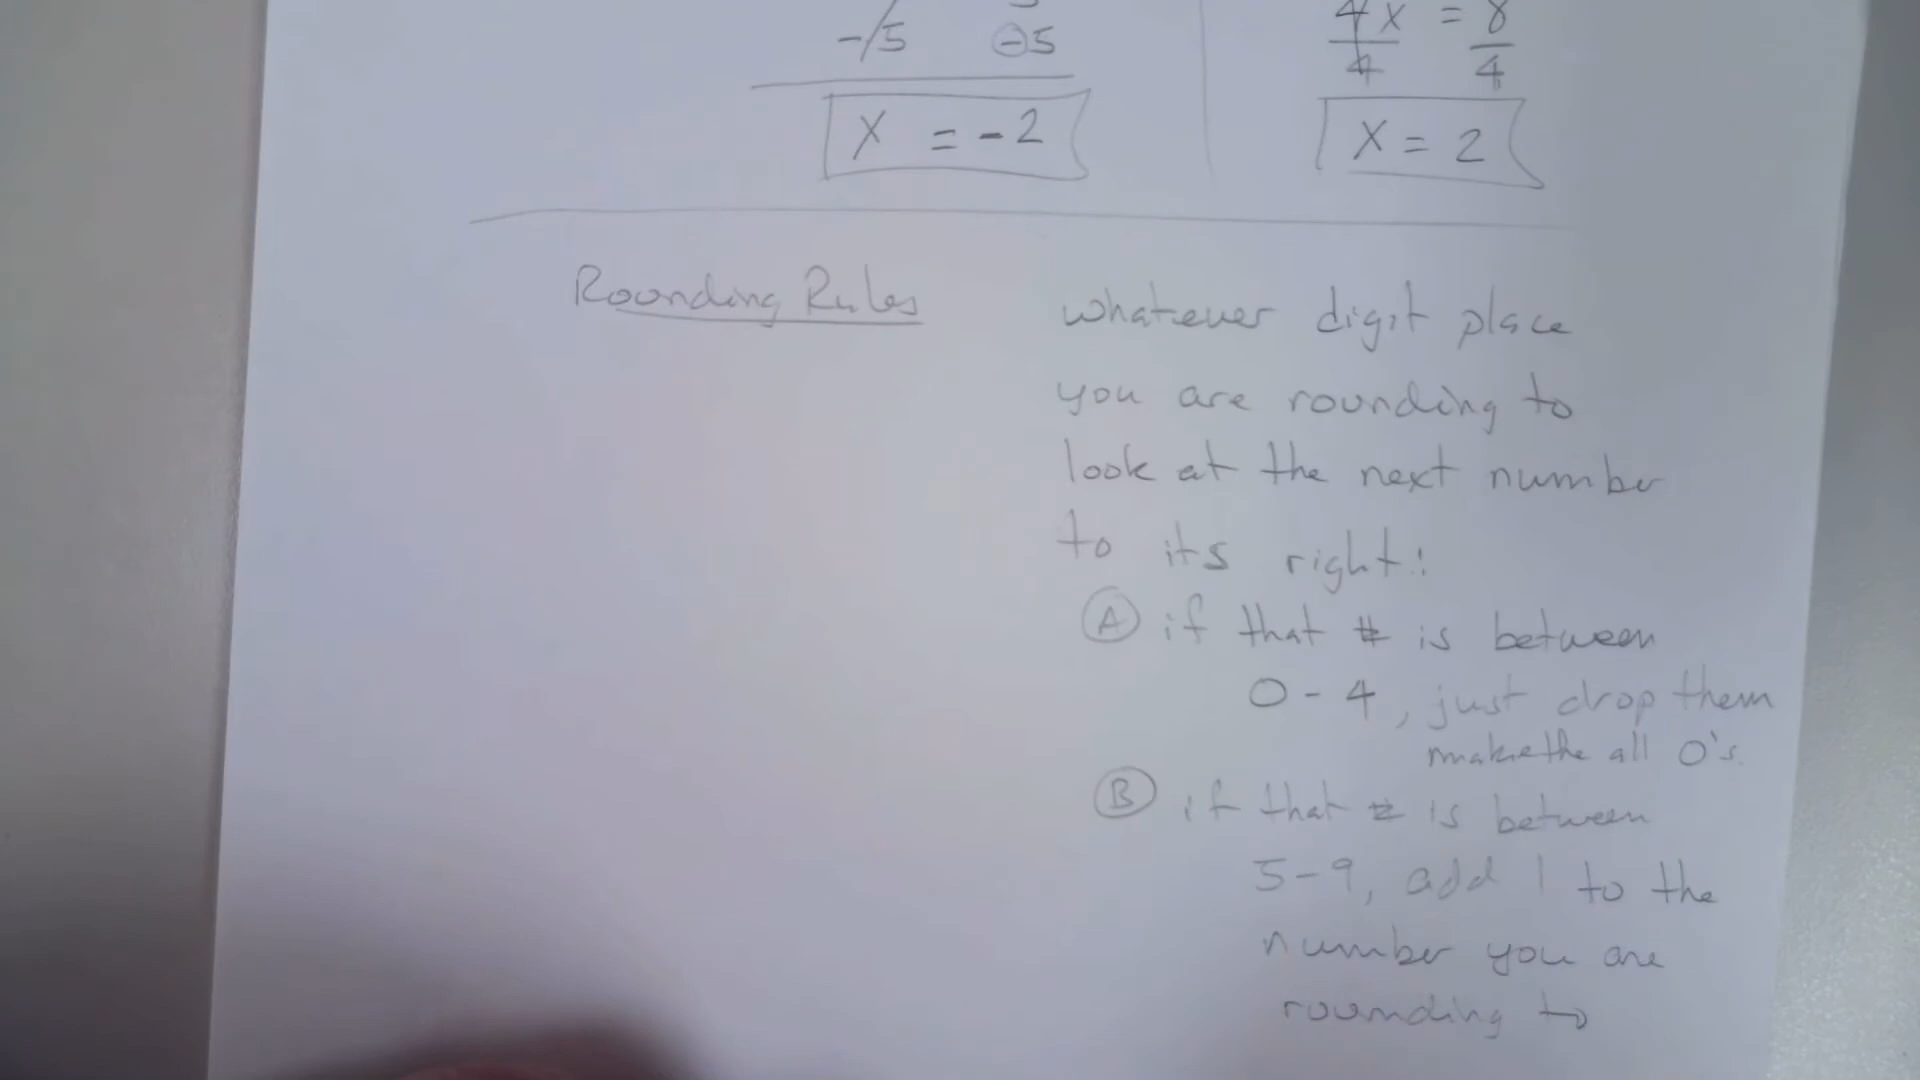 -5 -5
x = -2
4x = 8
4 4
x = 2
Rounding Rules
whatever digit place
you are rounding to
look at the next number
to its right:
A if that # is between
0-4, just drop them
make the all 0's.
B if that # is between
5-9, add 1 to the
number you are
rounding to